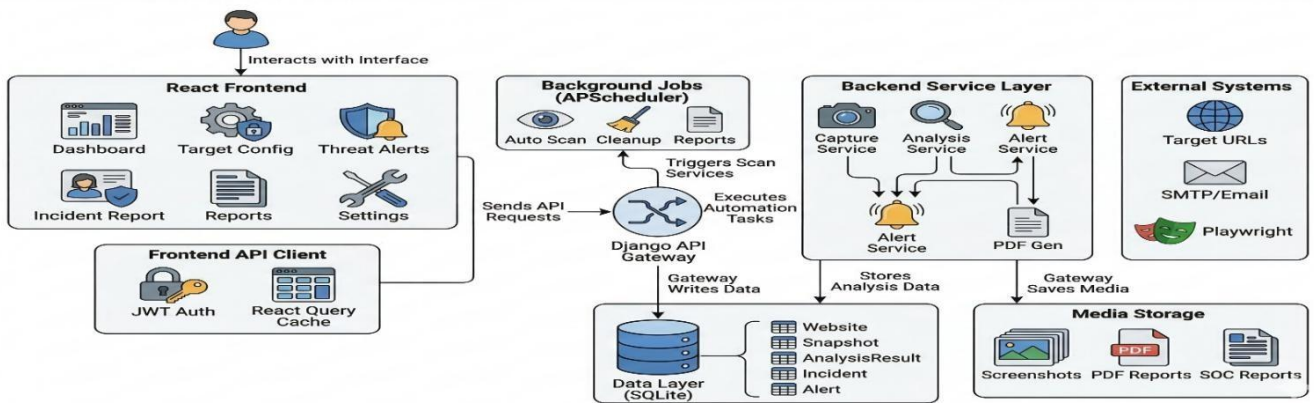 Interacts with Interface
React Frontend
Dashboard
Target Config
Threat Alerts
Incident Report
Reports
Settings
Frontend API Client
JWT Auth
React Query
Cache
Sends API
Requests
Background Jobs
(APScheduler)
Auto Scan
Cleanup
Reports
Triggers Scan
Services
Executes
Automation
Tasks
Django API
Gateway
Gateway
Writes Data
Data Layer
(SQLite)
Website
Snapshot
AnalysisResult
Incident
Alert
Backend Service Layer
Capture
Service
Analysis
Service
Alert
Service
Alert
Service
PDF Gen
Stores
Analysis Data
Gateway
Saves Media
External Systems
Target URLs
SMTP/Email
Playwright
Media Storage
Screenshots
PDF
PDF Reports
SOC Reports